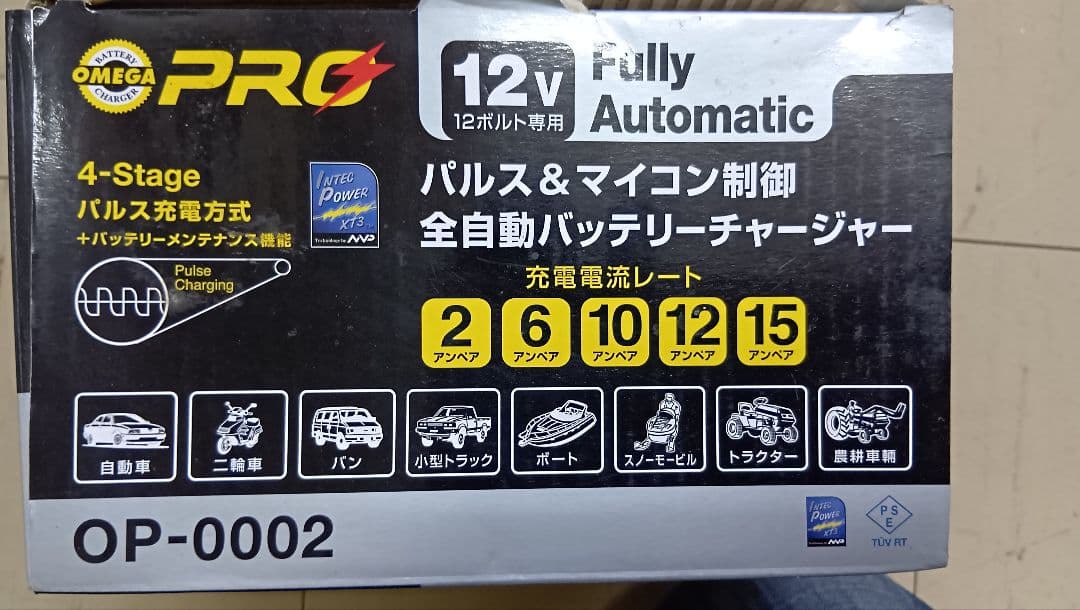 BATTERY
OMEGA
CHARGER
PRO
12V
12ボルト専用
Fully
Automatic
4-Stage
パルス充電方式
+バッテリーメンテナンス機能
Pulse
Charging
INTEC
POWER
XT3
Technology by
パルス&マイコン制御
全自動バッテリーチャージャー
充電電流レート
2
アンペア
6
アンペア
10
アンペア
12
アンペア
15
アンペア
自動車
二輪車
バン
小型トラック
ボート
スノーモービル
トラクター
農耕車輌
OP-0002
INTEC
POWER
XT3
PS
E
TÜV RT